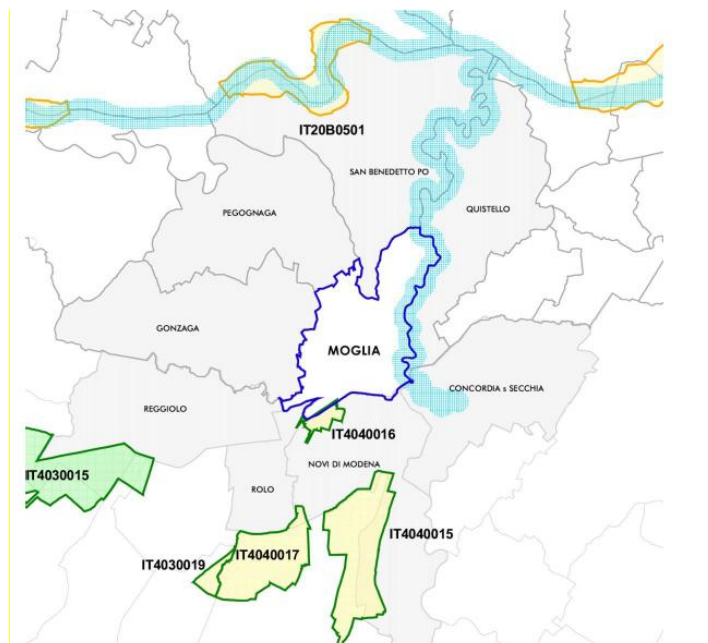 IT20B0501
SAN BENEDETTO PO
PEGOGNAGA
QUISTELLO
GONZAGA
MOGLIA
CONCORDIA s SECCHIA
REGGIOLO
IT4040016
NOVI DI MODENA
IT4030015
ROLO
IT4040015
IT4040017
IT4030019